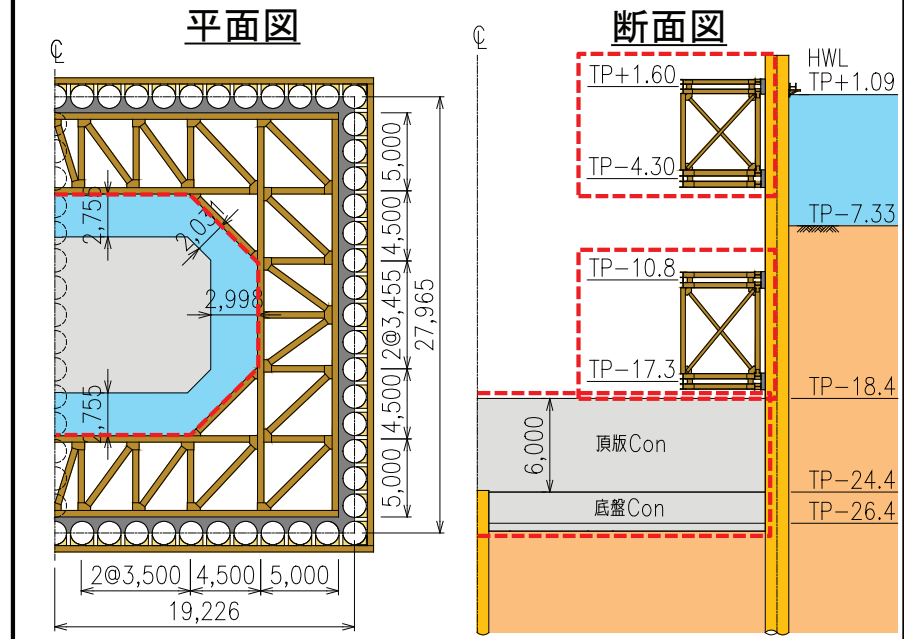 平面図
℄
5,000
4,500
2@3,455
4,500
5,000
27,965
2,755
2,03
2,998
2,755
2@3,500
4,500
5,000
19,226
断面図
℄
HWL
TP+1.09
TP+1.60
TP-4.30
TP-7.33
TP-10.8
TP-17.3
TP-18.4
6,000
頂版Con
TP-24.4
底盤Con
TP-26.4